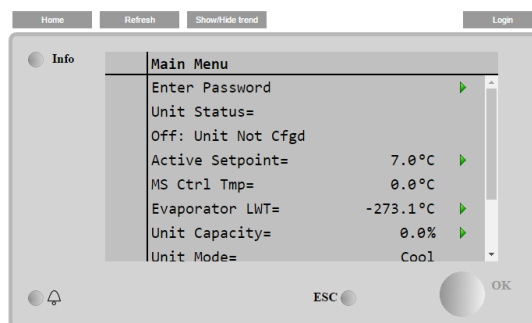 Home Refresh Show/Hide trend Login
Info
Main Menu
Enter Password
Unit Status=
Off: Unit Not Cfgd
Active Setpoint= 7.0°C
MS Ctrl Tmp= 0.0°C
Evaporator LWT= -273.1°C
Unit Capacity= 0.0%
Unit Mode= Cool
ESC OK